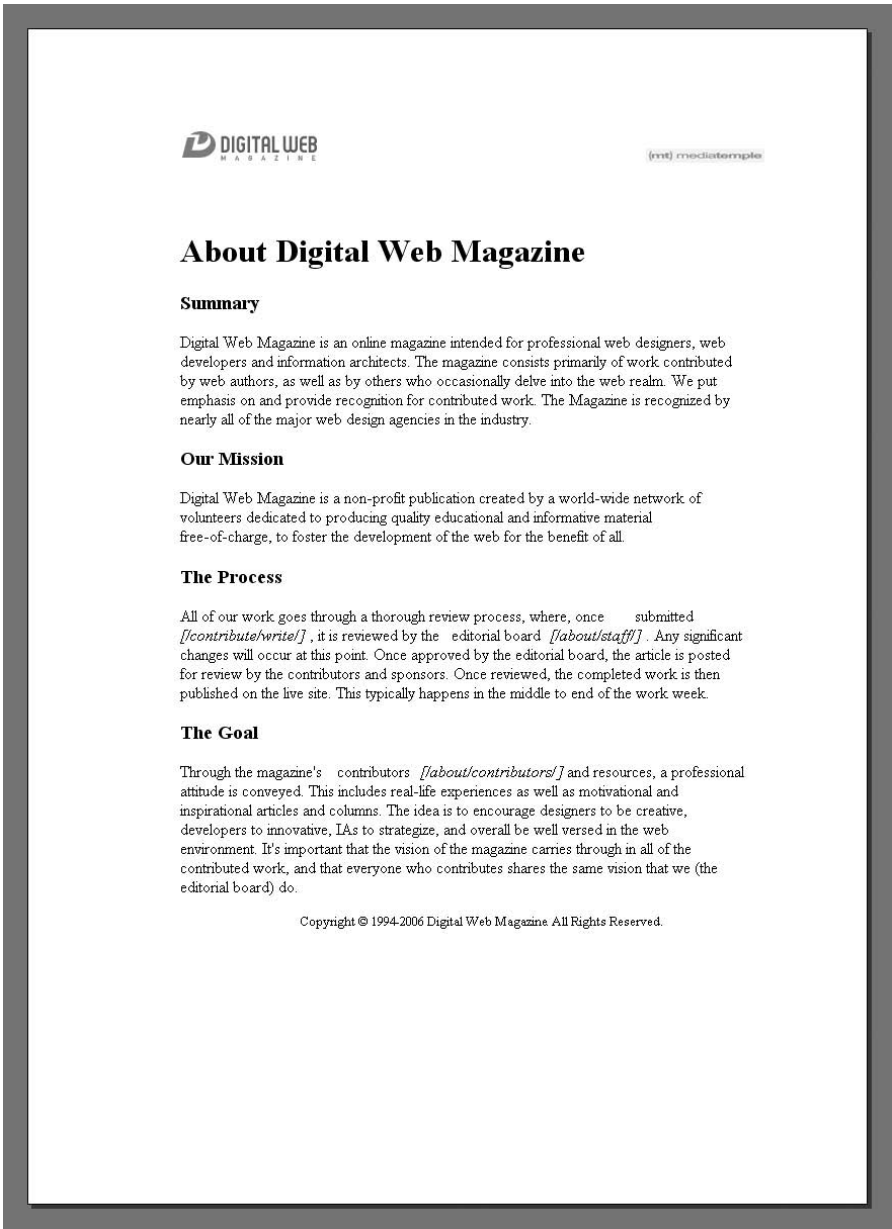 DIGITAL WEB
MAGAZINE
(mt) mediatemple
About Digital Web Magazine
Summary
Digital Web Magazine is an online magazine intended for professional web designers, web
developers and information architects. The magazine consists primarily of work contributed
by web authors, as well as by others who occasionally delve into the web realm. We put
emphasis on and provide recognition for contributed work. The Magazine is recognized by
nearly all of the major web design agencies in the industry.
Our Mission
Digital Web Magazine is a non-profit publication created by a world-wide network of
volunteers dedicated to producing quality educational and informative material
free-of-charge, to foster the development of the web for the benefit of all.
The Process
All of our work goes through a thorough review process, where, once submitted
[/contribute/write/] , it is reviewed by the editorial board [/about/staff/] . Any significant
changes will occur at this point. Once approved by the editorial board, the article is posted
for review by the contributors and sponsors. Once reviewed, the completed work is then
published on the live site. This typically happens in the middle to end of the work week.
The Goal
Through the magazine's contributors [/about/contributors/] and resources, a professional
attitude is conveyed. This includes real-life experiences as well as motivational and
inspirational articles and columns. The idea is to encourage designers to be creative,
developers to innovative, IAs to strategize, and overall be well versed in the web
environment. It's important that the vision of the magazine carries through in all of the
contributed work, and that everyone who contributes shares the same vision that we (the
editorial board) do.
Copyright © 1994-2006 Digital Web Magazine. All Rights Reserved.